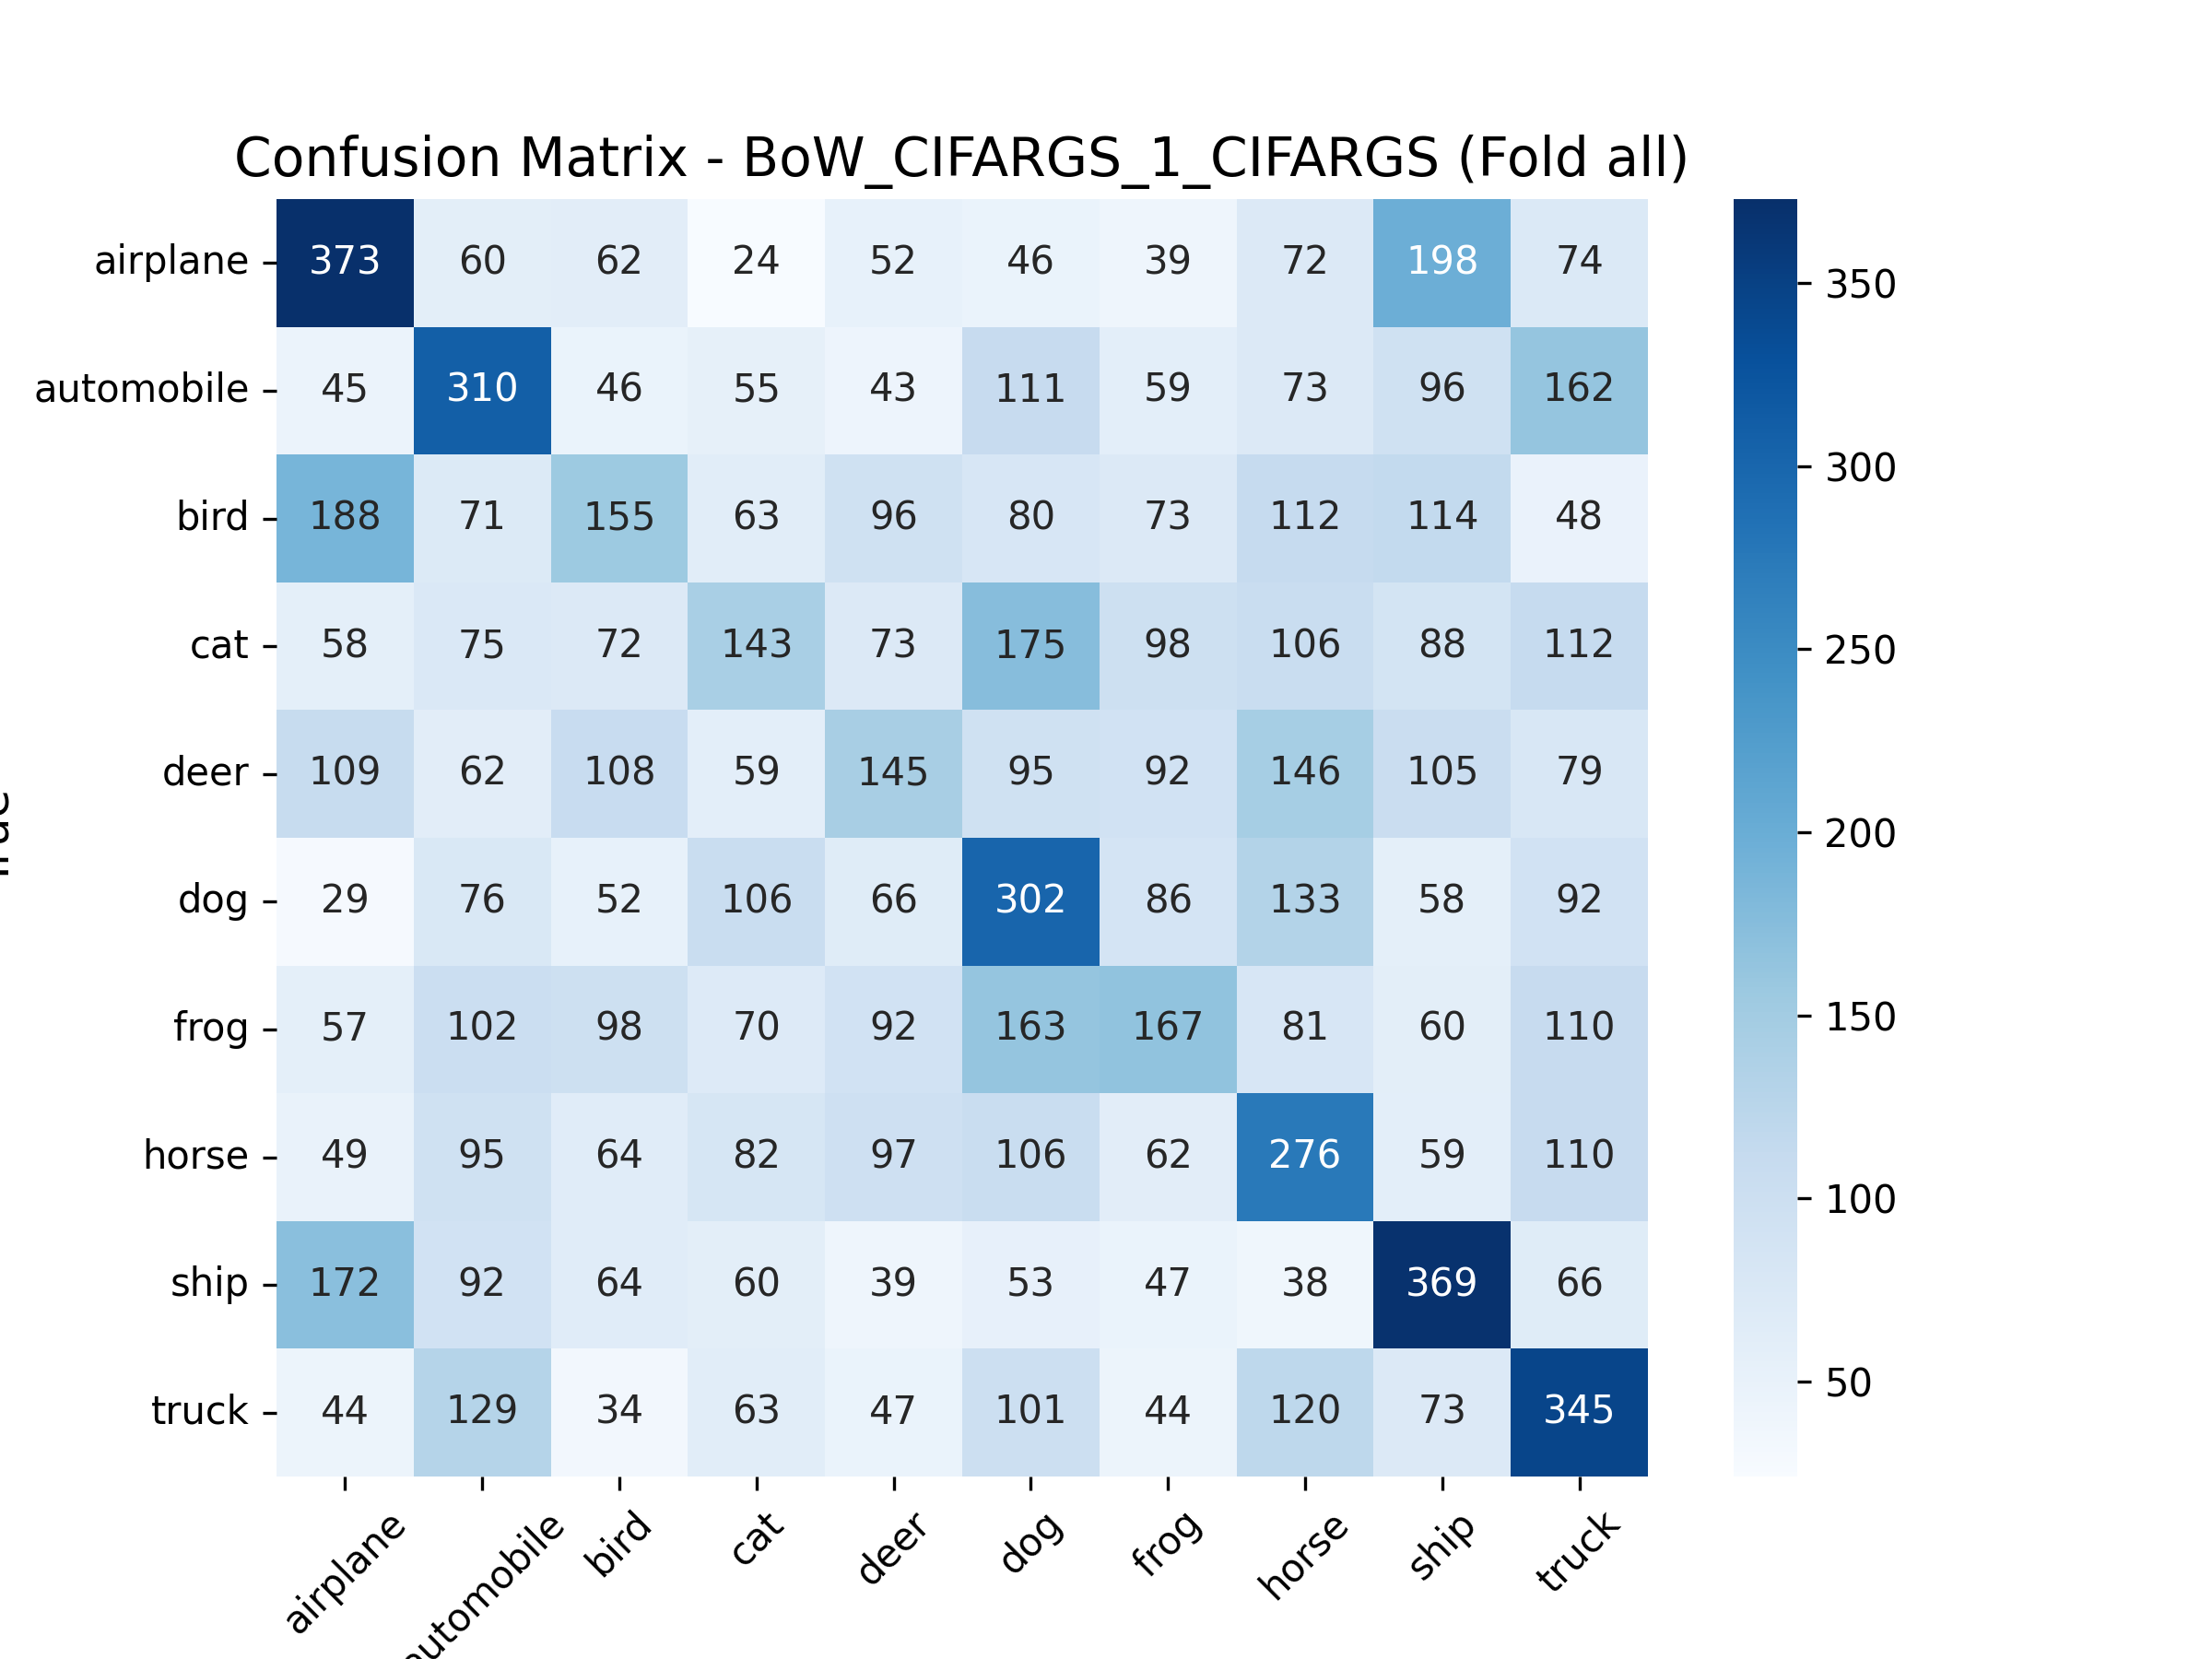 Confusion Matrix - BoW_CIFARGS_1_CIFARGS (Fold all)
airplane 373 60 62 24 52 46 39 72 198 74
automobile 45 310 46 55 43 111 59 73 96 162
bird 188 71 155 63 96 80 73 112 114 48
cat 58 75 72 143 73 175 98 106 88 112
deer 109 62 108 59 145 95 92 146 105 79
dog 29 76 52 106 66 302 86 133 58 92
frog 57 102 98 70 92 163 167 81 60 110
horse 49 95 64 82 97 106 62 276 59 110
ship 172 92 64 60 39 53 47 38 369 66
truck 44 129 34 63 47 101 44 120 73 345
airplane automobile bird cat deer dog frog horse ship truck
350
300
250
200
150
100
50